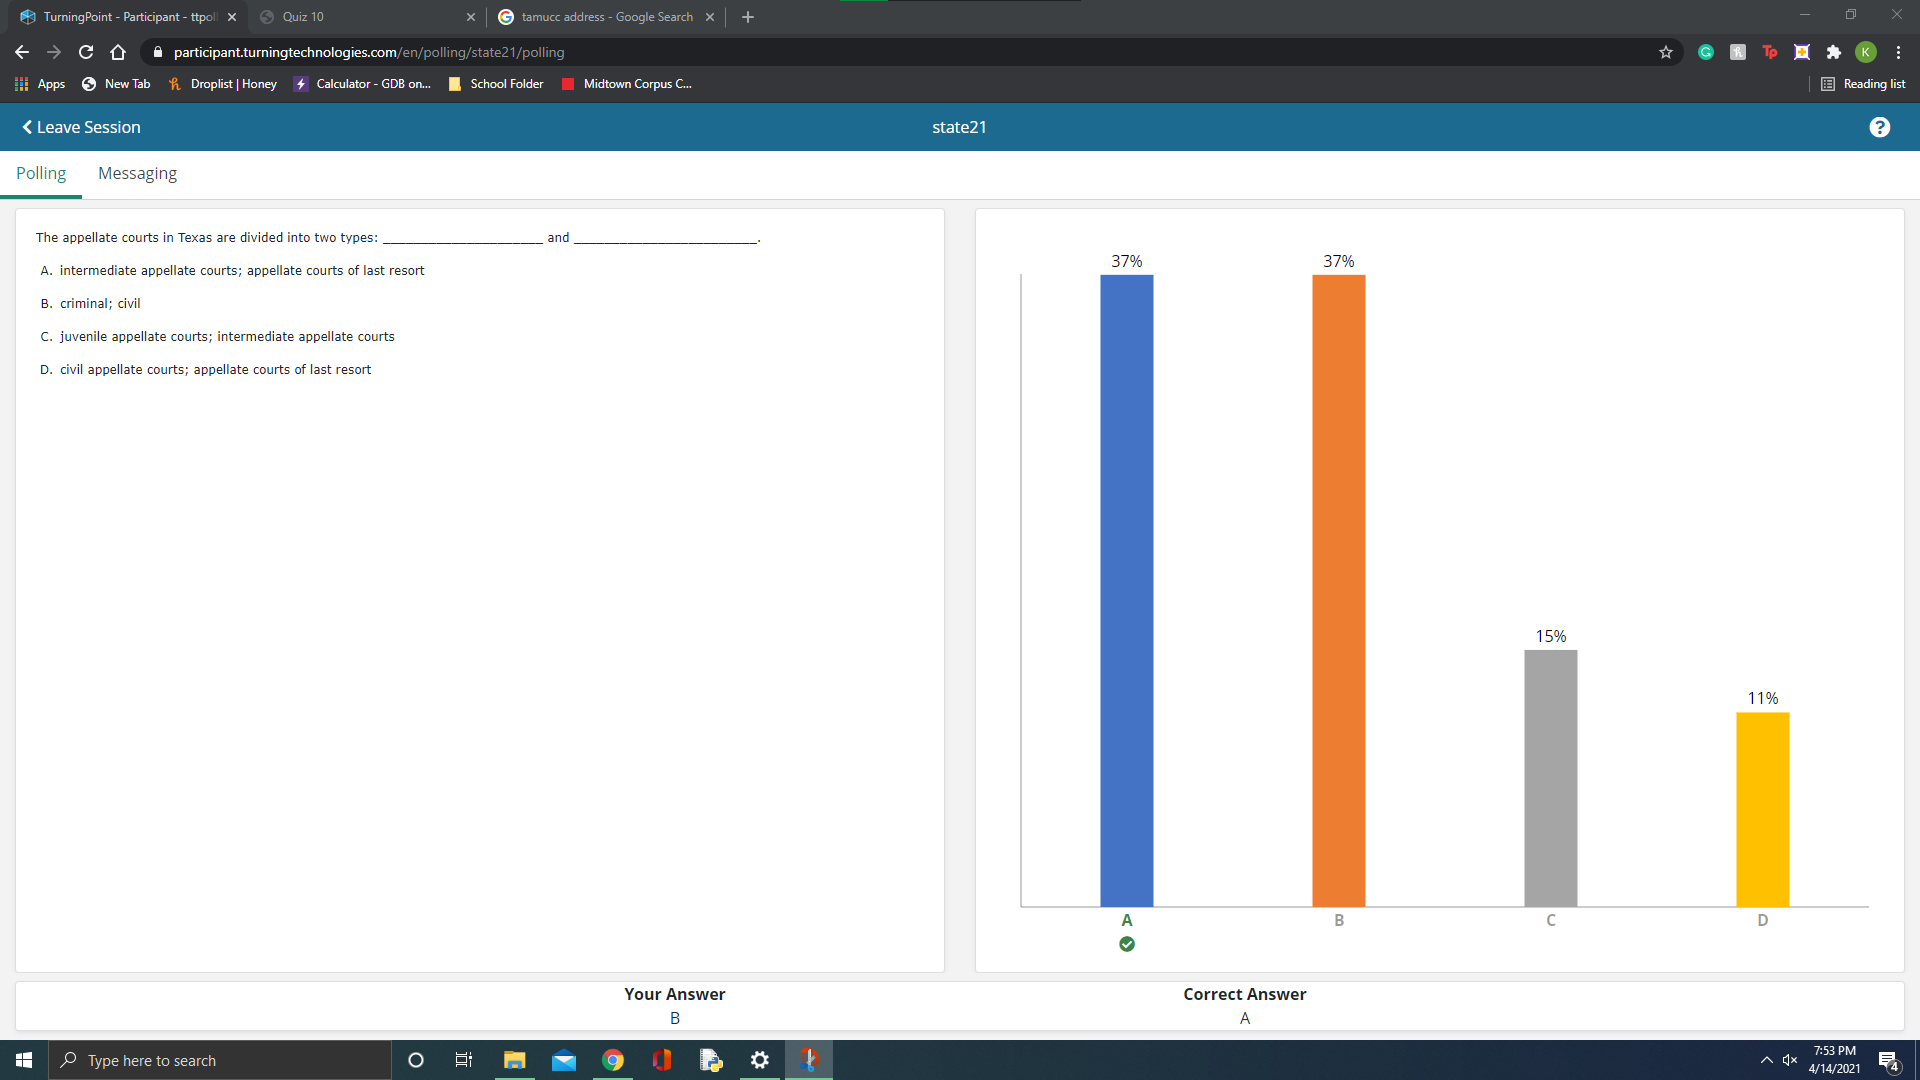 TurningPoint - Participant - ttpol
Quiz 10
tamucc address - Google Search
participant.turningtechnologies.com/en/polling/state21/polling
Apps
New Tab
Droplist | Honey
Calculator - GDB on...
School Folder
Midtown Corpus C...
Reading list
Leave Session
state21
?
Polling
Messaging
The appellate courts in Texas are divided into two types: ____________________ and _______________________.
A. intermediate appellate courts; appellate courts of last resort
B. criminal; civil
C. juvenile appellate courts; intermediate appellate courts
D. civil appellate courts; appellate courts of last resort
37%
37%
15%
11%
A
B
C
D
Your Answer
B
Correct Answer
A
Type here to search
7:53 PM
4/14/2021
4